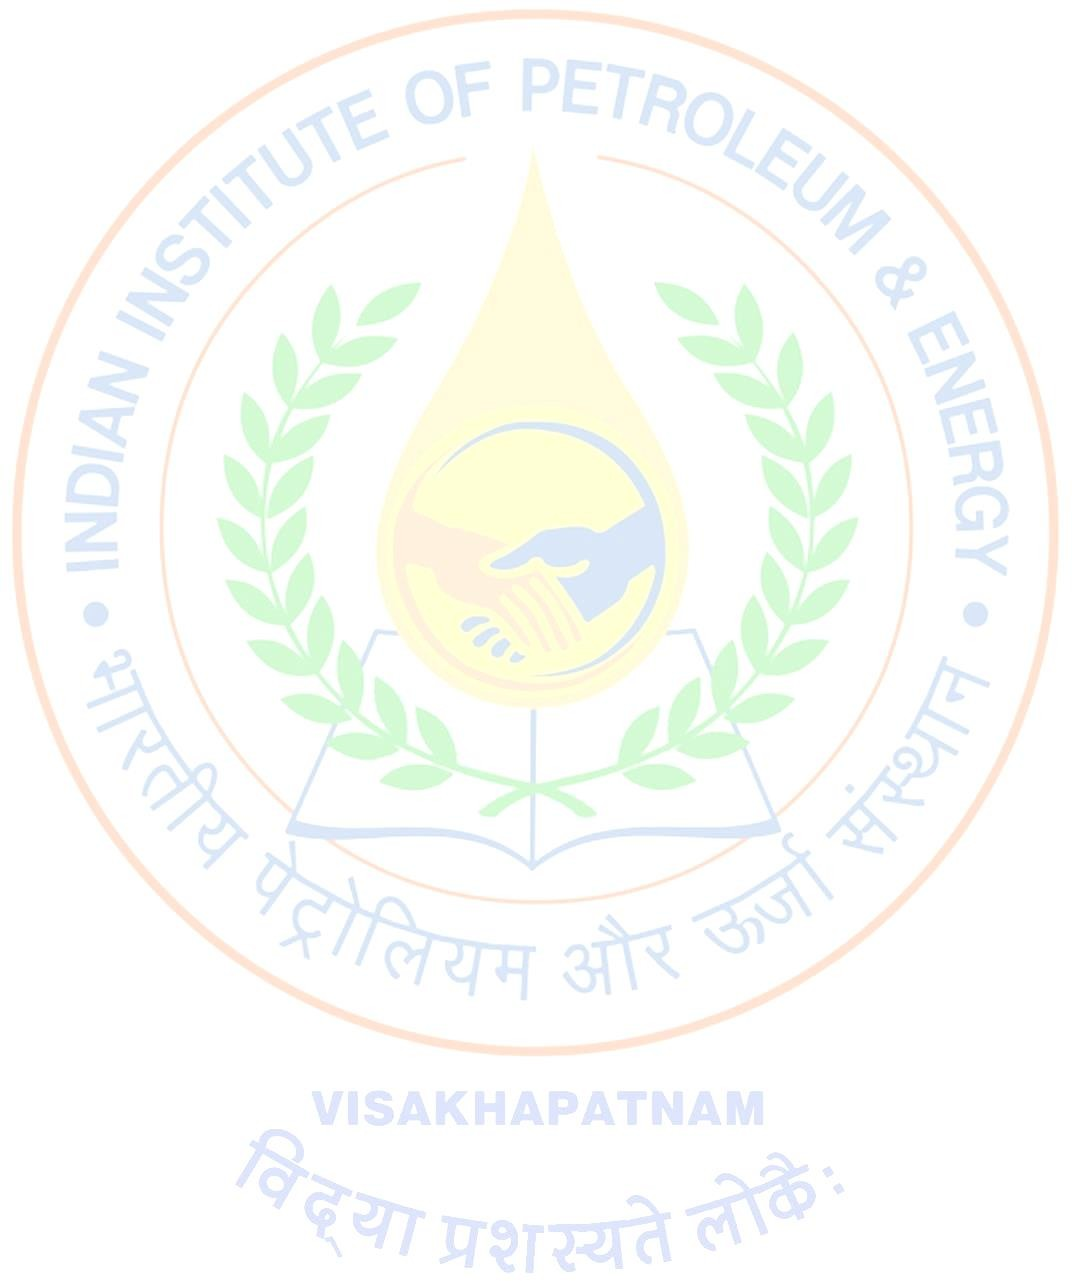 INDIAN INSTITUTE OF PETROLEUM & ENERGY
भारतीय पेट्रोलियम और ऊर्जा संस्थान
VISAKHAPATNAM
विद्या प्रशस्यते लोकैः